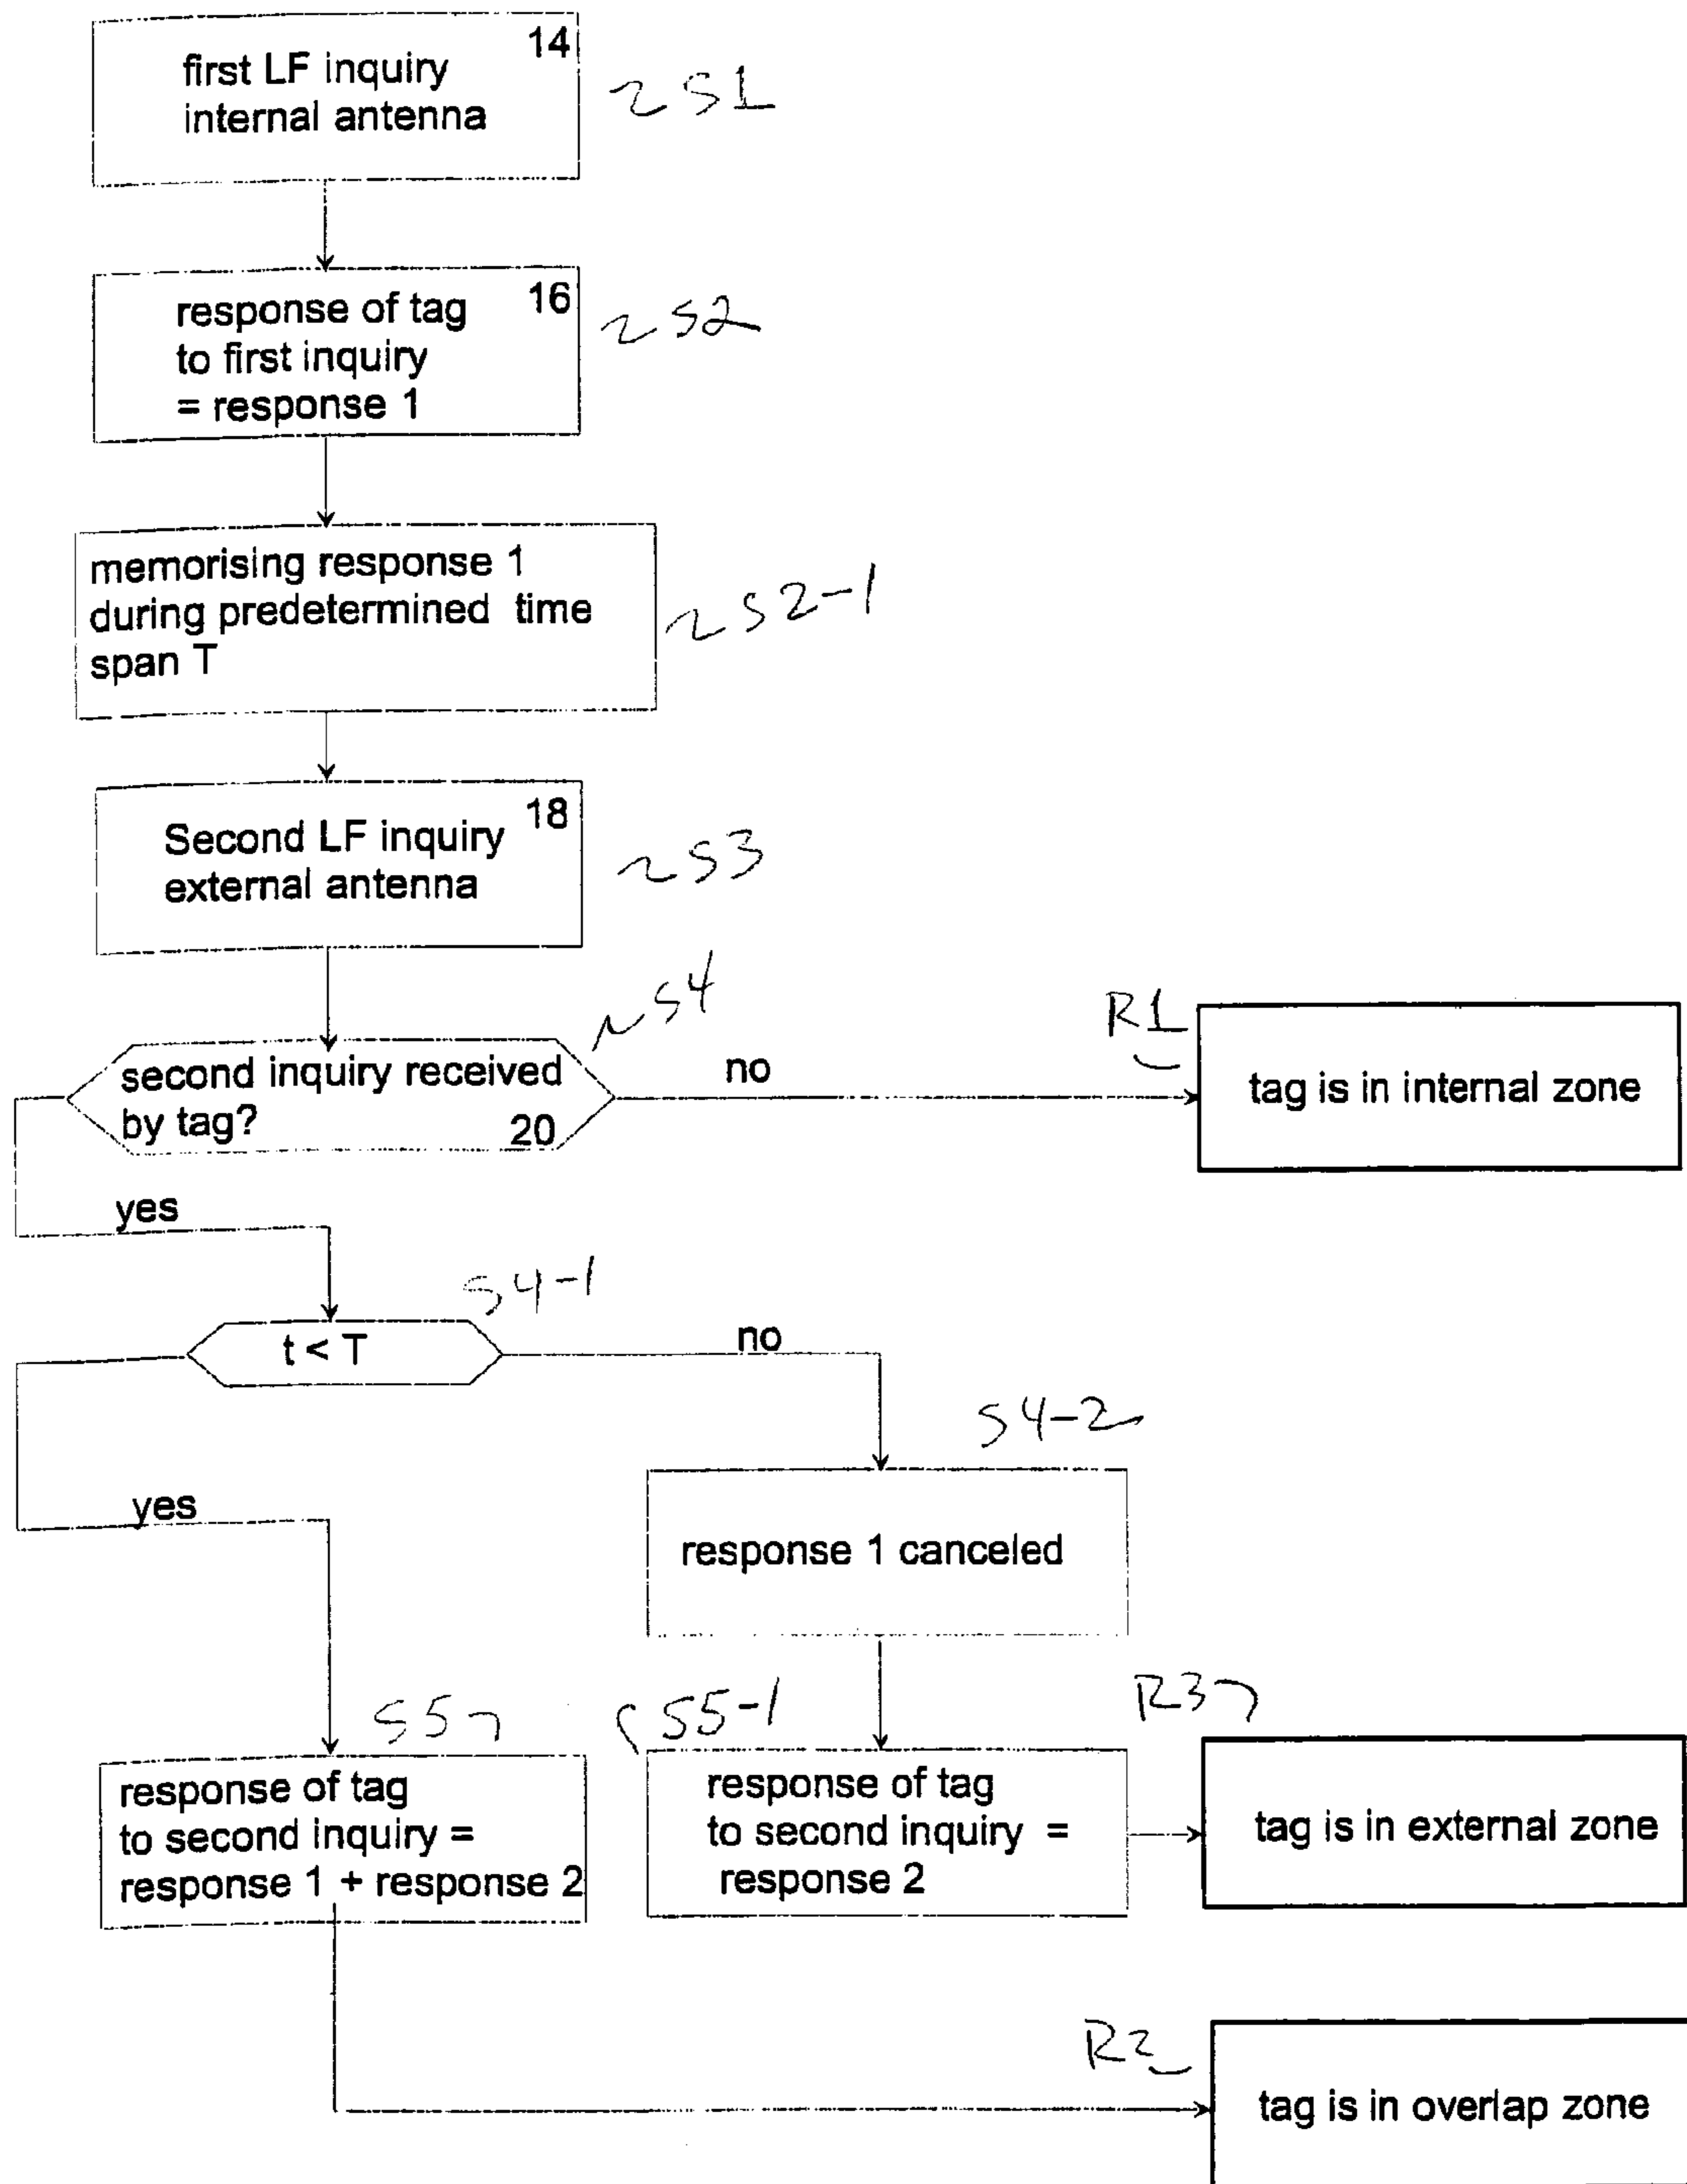 first LF inquiry
internal antenna
14
S1
response of tag
to first inquiry
= response 1
16
S2
memorising response 1
during predetermined time
span T
S2-1
Second LF inquiry
external antenna
18
S3
S4
second inquiry received
by tag?
20
no
R1
tag is in internal zone
yes
S4-1
t < T
no
S4-2
yes
response 1 canceled
S5
response of tag
to second inquiry =
response 1 + response 2
S5-1
response of tag
to second inquiry =
response 2
R3
tag is in external zone
R2
tag is in overlap zone